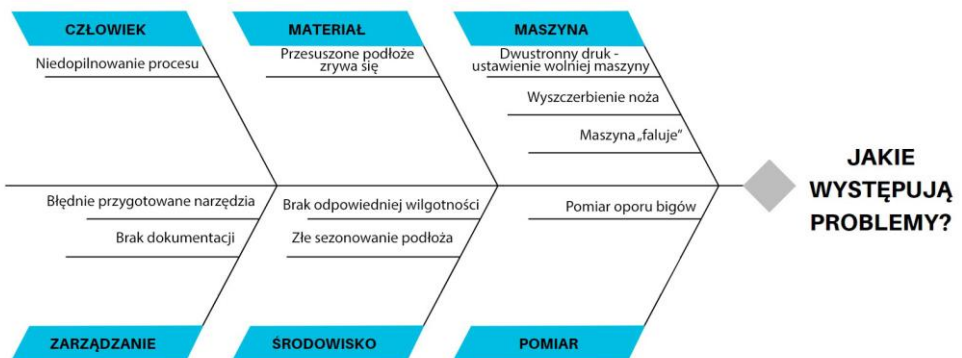 CZŁOWIEK
MATERIAŁ
MASZYNA
Niedopilnowanie procesu
Przesuszone podłoże
zrywa się
Dwustronny druk -
ustawienie wolniej maszyny
Wyszczerbienie noża
Maszyna „faluje”
JAKIE
WYSTĘPUJĄ
PROBLEMY?
Błędnie przygotowane narzędzia
Brak dokumentacji
Brak odpowiedniej wilgotności
Złe sezonowanie podłoża
Pomiar oporu bigów
ZARZĄDZANIE
ŚRODOWISKO
POMIAR